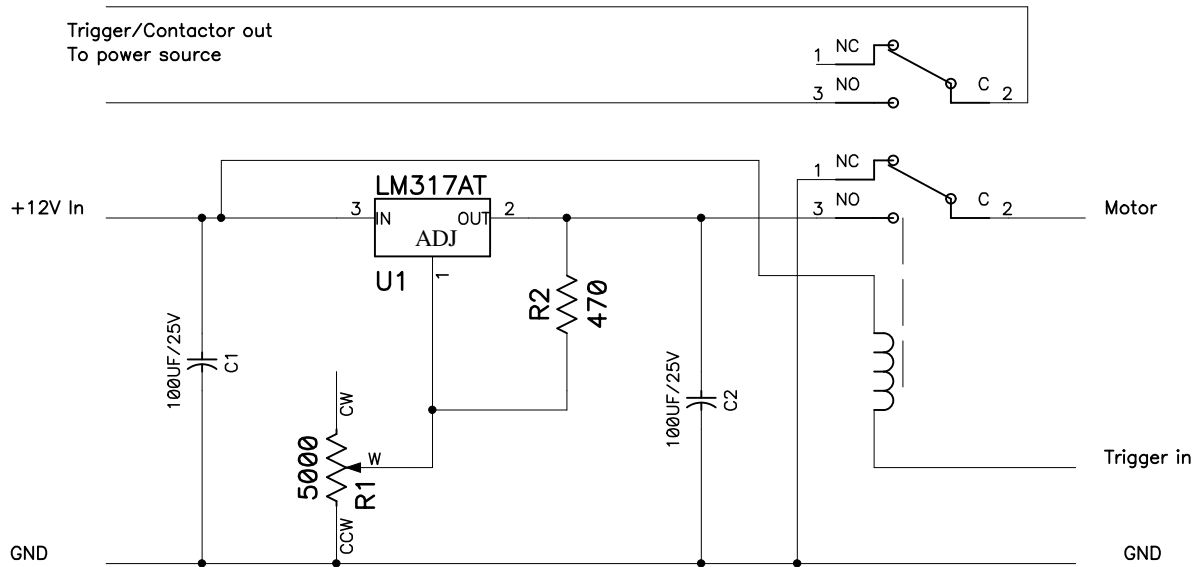 Trigger/Contactor out
To power source
1 NC
3 NO
C 2
1 NC
3 NO
C 2
Motor
+12V In
LM317AT
3 IN
OUT 2
ADJ
1
U1
R2
470
100UF/25V
C1
100UF/25V
C2
CW
5000
W
R1
CCW
Trigger in
GND
GND